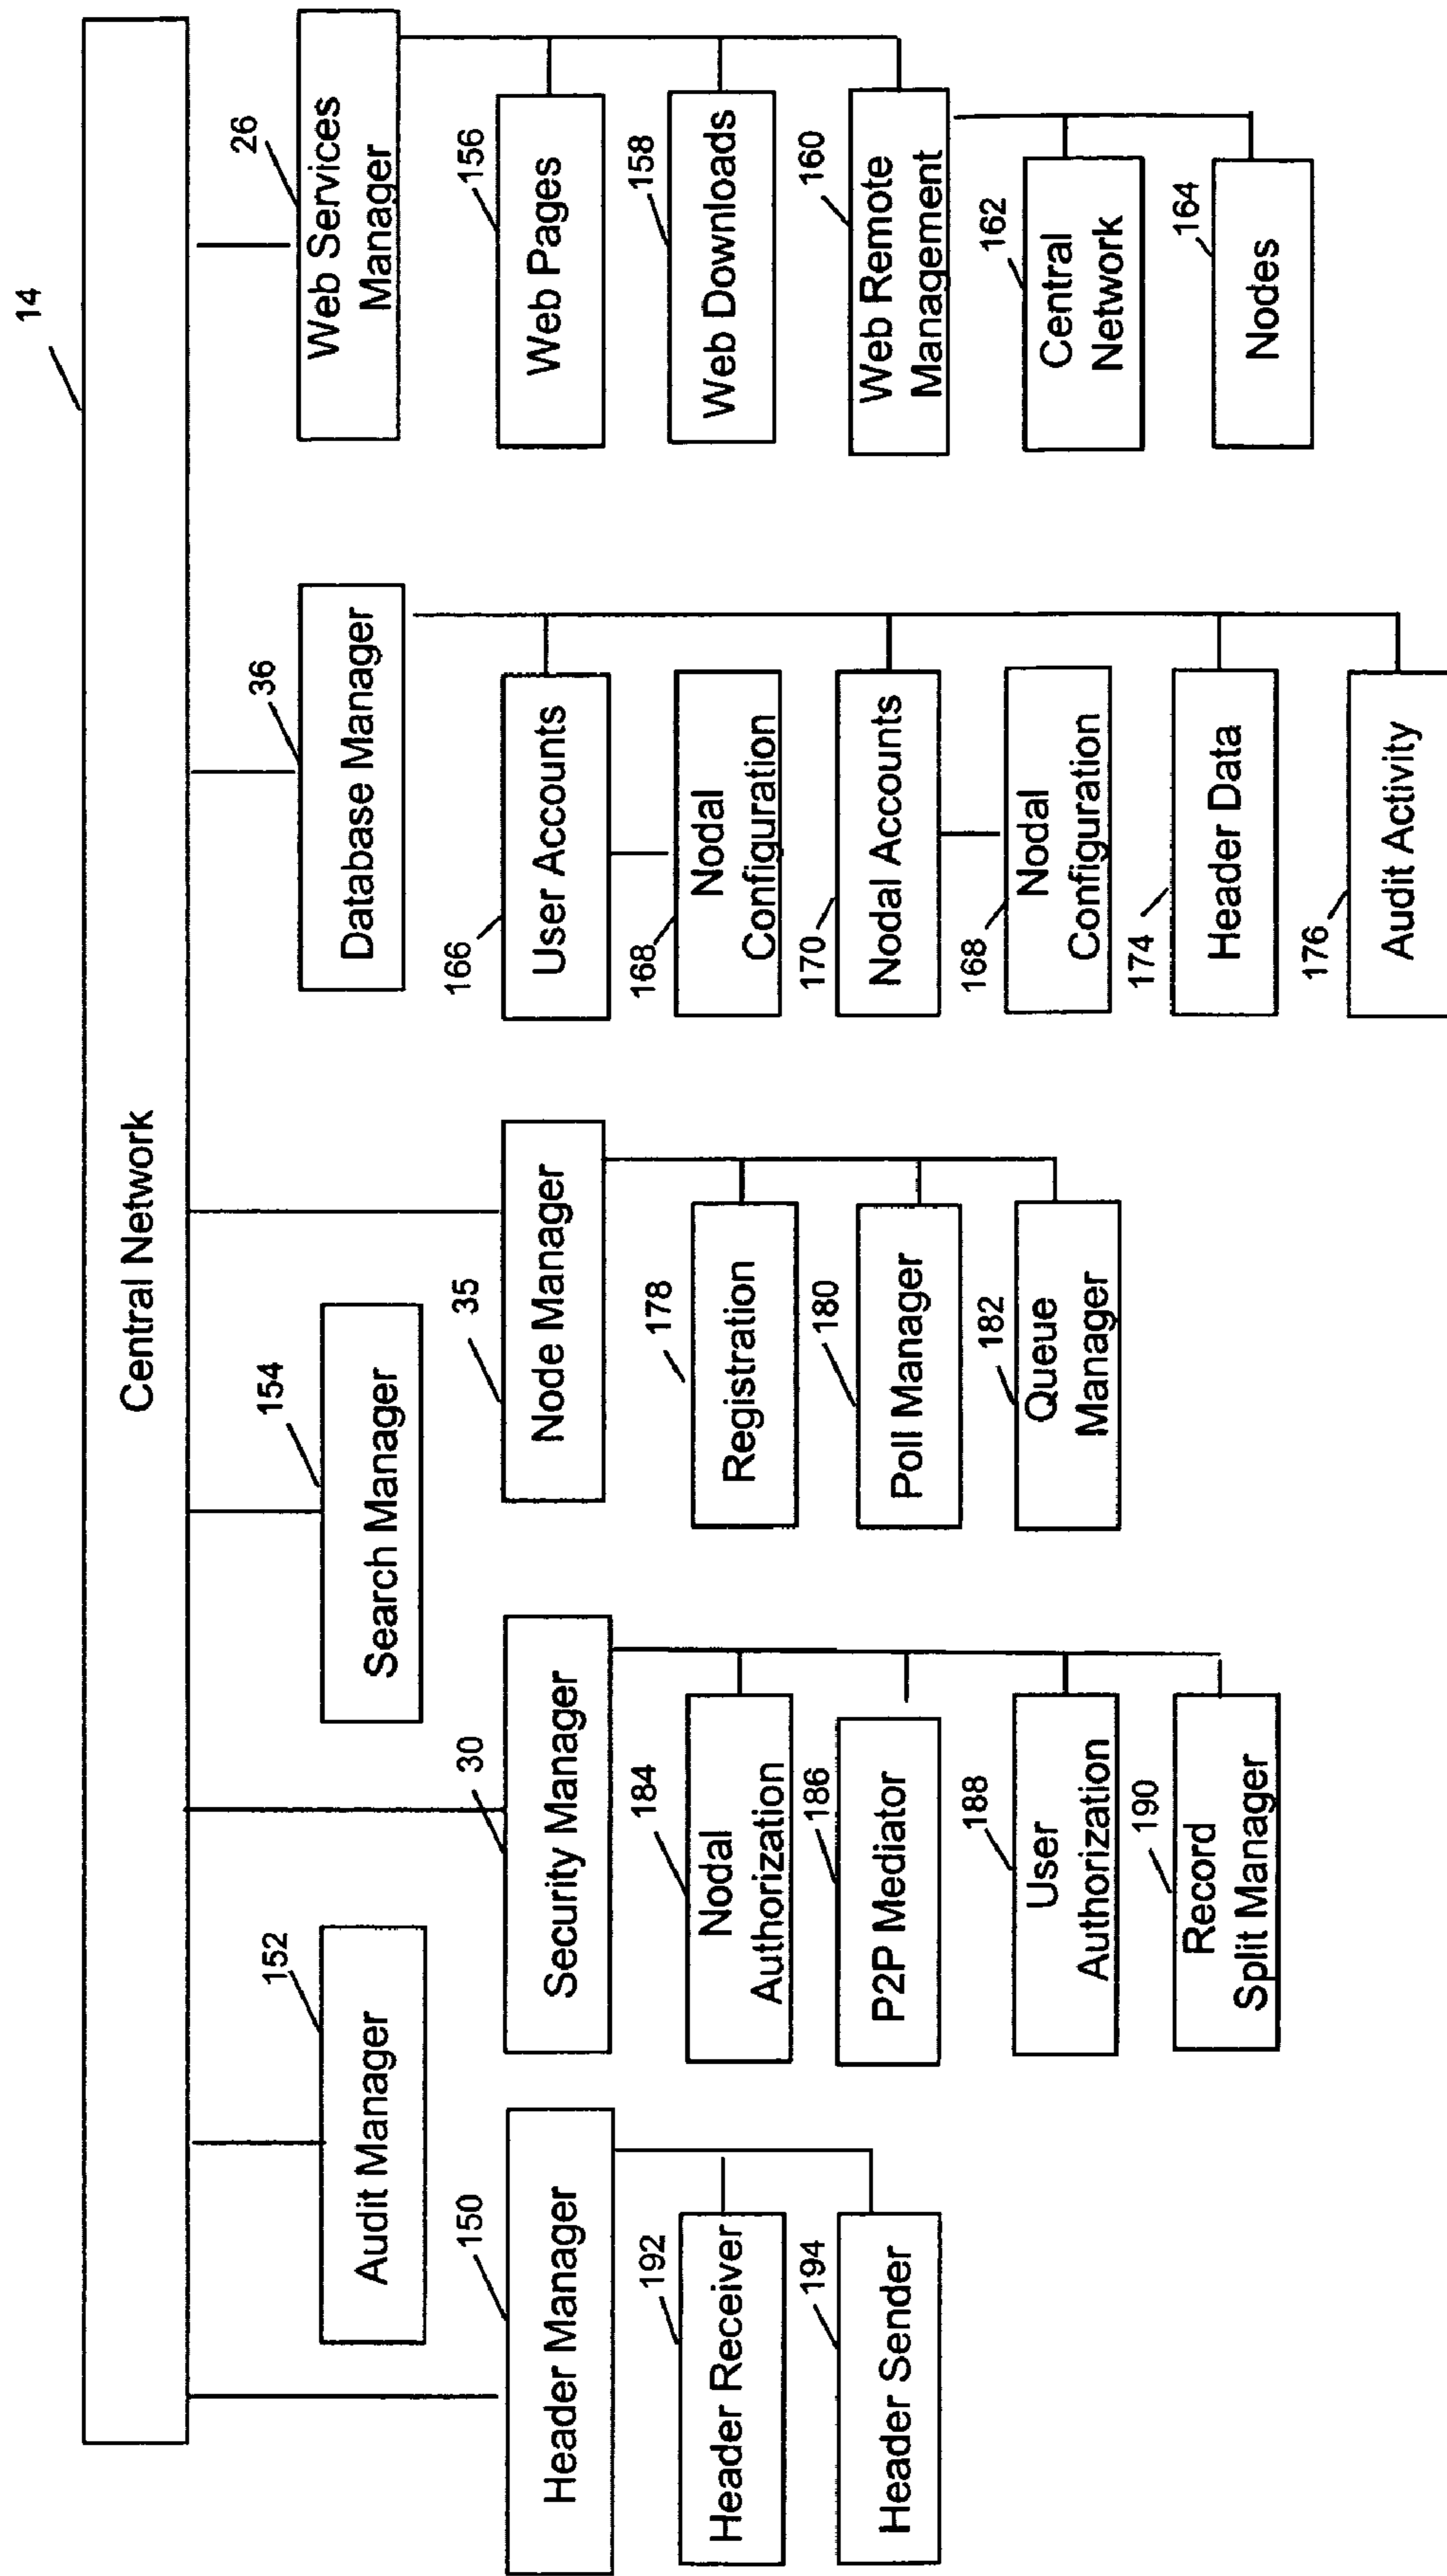 14
Central Network
152
Audit Manager
154
Search Manager
36
Database Manager
26
Web Services
Manager
150
Header Manager
192
Header Receiver
194
Header Sender
30
Security Manager
184
Nodal
Authorization
186
P2P Mediator
188
User
Authorization
190
Record
Split Manager
35
Node Manager
178
Registration
180
Poll Manager
182
Queue
Manager
166
User Accounts
168
Nodal
Configuration
170
Nodal Accounts
168
Nodal
Configuration
174
Header Data
176
Audit Activity
156
Web Pages
158
Web Downloads
160
Web Remote
Management
162
Central
Network
164
Nodes